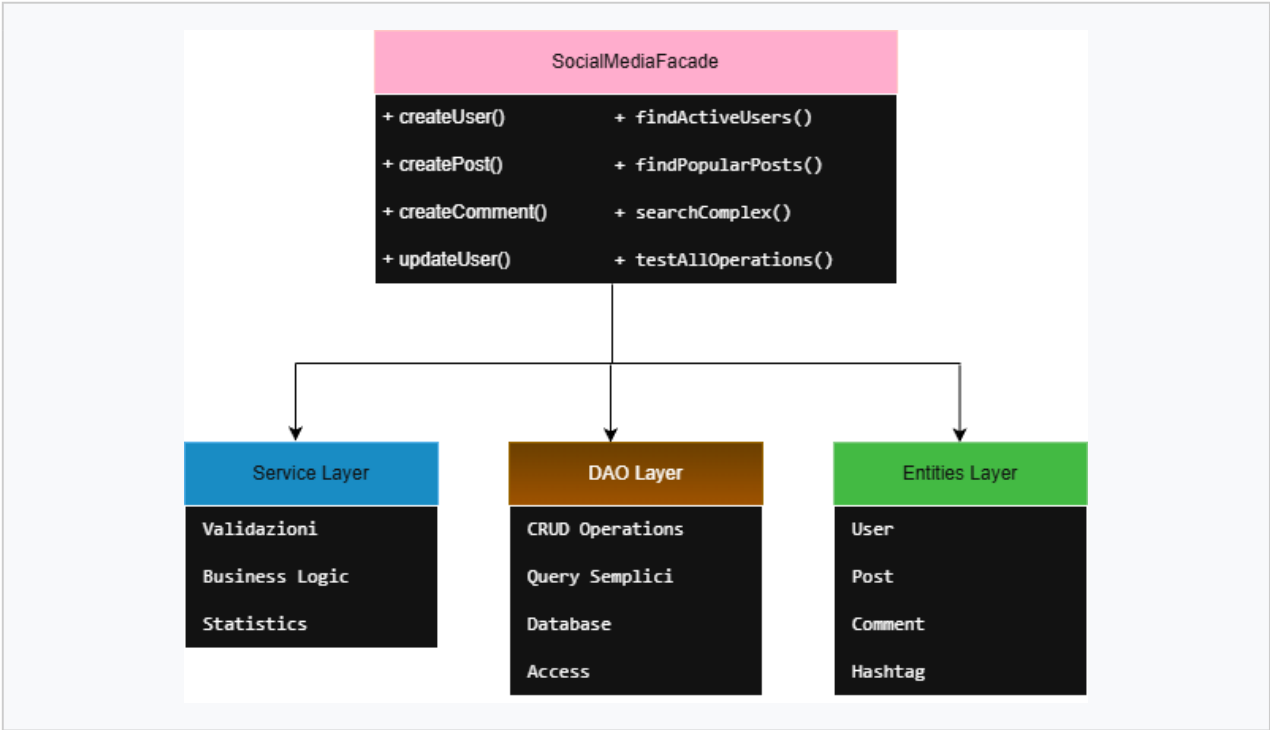 SocialMediaFacade
+ createUser()
+ findActiveUsers()
+ createPost()
+ findPopularPosts()
+ createComment()
+ searchComplex()
+ updateUser()
+ testAllOperations()
Service Layer
Validazioni
Business Logic
Statistics
DAO Layer
CRUD Operations
Query Semplici
Database
Access
Entities Layer
User
Post
Comment
Hashtag